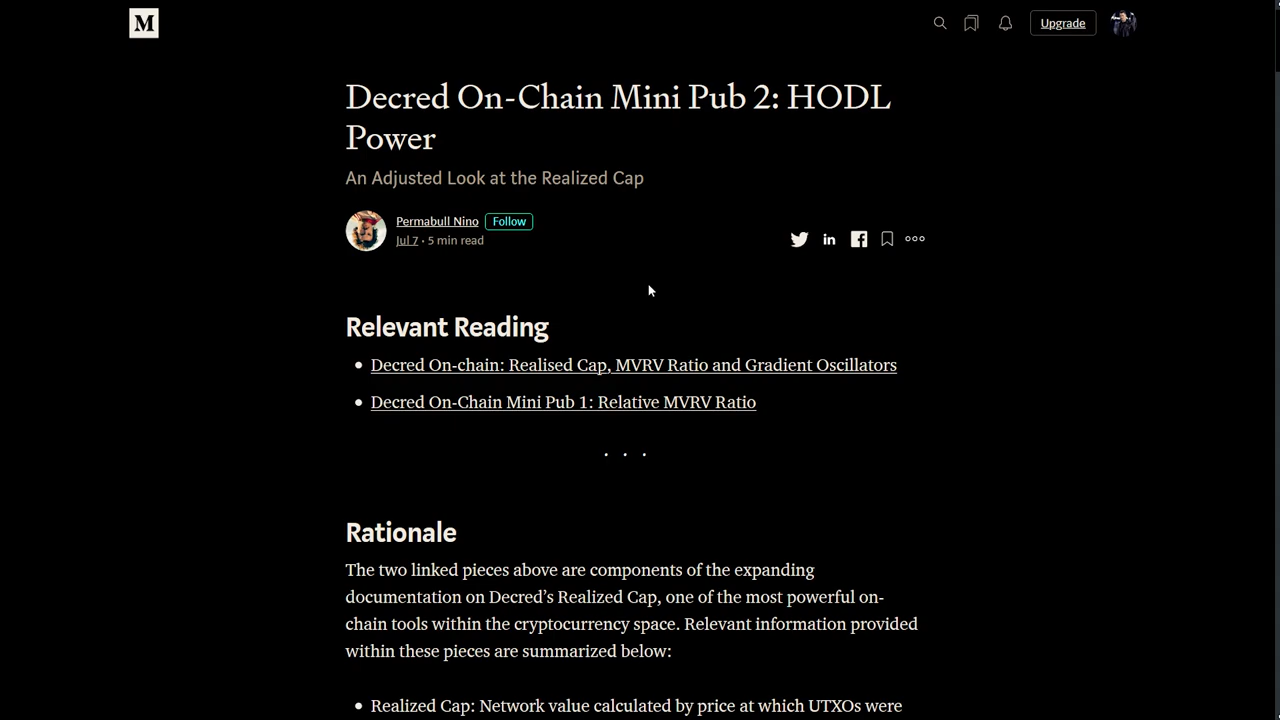 M
Upgrade
Decred On-Chain Mini Pub 2: HODL
Power
An Adjusted Look at the Realized Cap
Permabull Nino Follow
Jul 7 · 5 min read
Relevant Reading
• Decred On-chain: Realised Cap, MVRV Ratio and Gradient Oscillators
• Decred On-Chain Mini Pub 1: Relative MVRV Ratio
. . .
Rationale
The two linked pieces above are components of the expanding
documentation on Decred’s Realized Cap, one of the most powerful on-
chain tools within the cryptocurrency space. Relevant information provided
within these pieces are summarized below:
• Realized Cap: Network value calculated by price at which UTXOs were